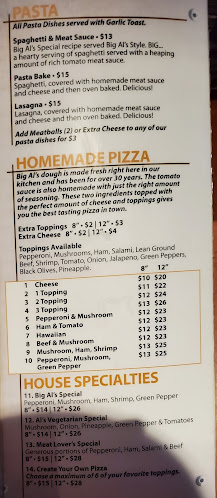 PASTA
All Pasta Dishes served with Garlic Toast.
Spaghetti & Meat Sauce • $13
Big Al's Special recipe served Big Al's Style. BIG...
a hearty serving of spaghetti served with a heaping
amount of rich tomato meat sauce.
Pasta Bake • $15
Spaghetti, covered with homemade meat sauce
and cheese and then oven baked. Delicious!
Lasagna • $15
Lasagna, covered with homemade meat sauce
and cheese and then oven baked. Delicious!
Add Meatballs (2) or Extra Cheese to any of our
pasta dishes for $3
HOMEMADE PIZZA
Big Al's dough is made fresh right here in our
kitchen and has been for over 30 years. The tomato
sauce is also homemade with just the right amount
of seasoning. These two ingredients topped with
the perfect amount of cheese and toppings gives
you the best tasting pizza in town.
Extra Toppings 8" • $2 | 12" • $3
Extra Cheese 8" • $2 | 12" • $4
Toppings Available
Pepperoni, Mushrooms, Ham, Salami, Lean Ground
Beef, Shrimp, Tomato, Onion, Jalapeno, Green Peppers,
Black Olives, Pineapple.
8" 12"
1 Cheese $10 $20
2 1 Topping $11 $22
3 2 Topping $12 $24
4 3 Topping $13 $26
5 Pepperoni & Mushroom $12 $23
6 Ham & Tomato $12 $23
7 Hawaiian $12 $23
8 Beef & Mushroom $12 $23
9 Mushroom, Ham, Shrimp $13 $25
10 Pepperoni, Mushroom, $13 $25
Green Pepper
HOUSE SPECIALTIES
11. Big Al's Special
Pepperoni, Mushroom, Ham, Shrimp, Green Pepper
8" • $14 | 12" • $26
12. Al's Vegetarian Special
Mushroom, Onion, Pineapple, Green Pepper & Tomatoes
8" • $14 | 12" • $26
13. Meat Lover's Special
Generous portions of Pepperoni, Ham, Salami & Beef
8" • $15 | 12" • $28
14. Create Your Own Pizza
Choose a maximum of 6 of your favorite toppings.
8" • $15 | 12" • $28